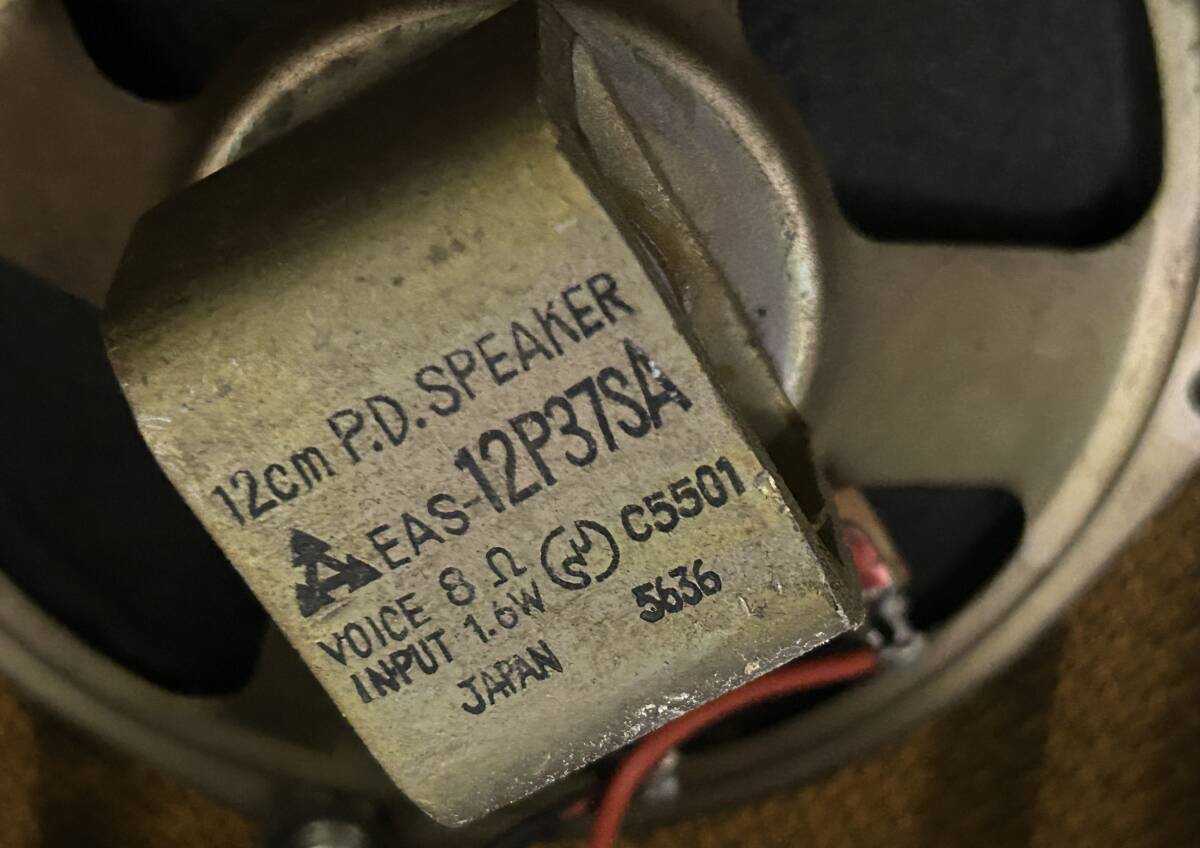 12cm P.D. SPEAKER
EAS-12P37SA
VOICE 8 Ω C5501
INPUT 1.6W 5636
JAPAN